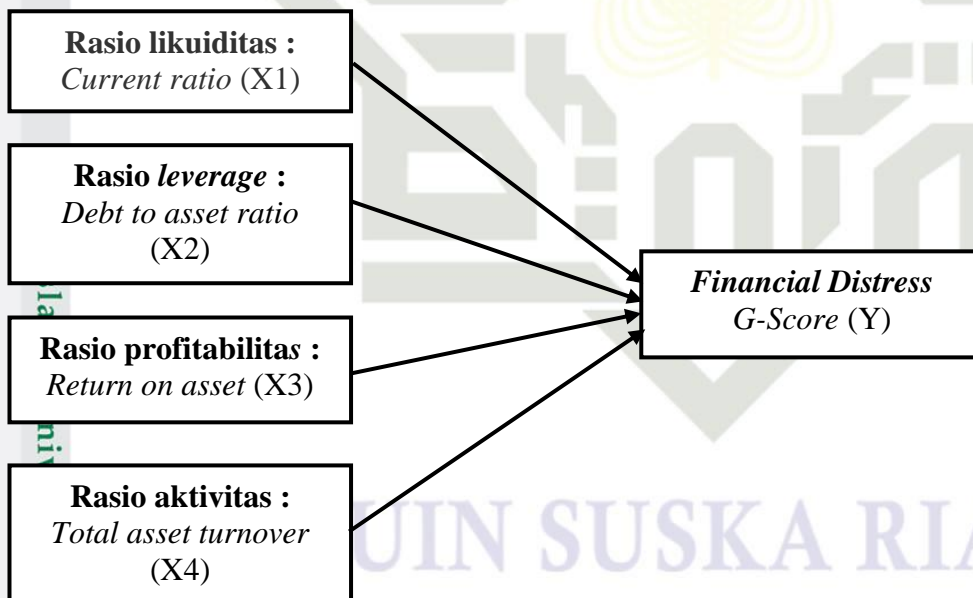 Rasio likuiditas :
Current ratio (X1)
Rasio leverage :
Debt to asset ratio
(X2)
Financial Distress
G-Score (Y)
Rasio profitabilitas :
Return on asset (X3)
Rasio aktivitas :
Total asset turnover
(X4)
UIN SUSKA RIA